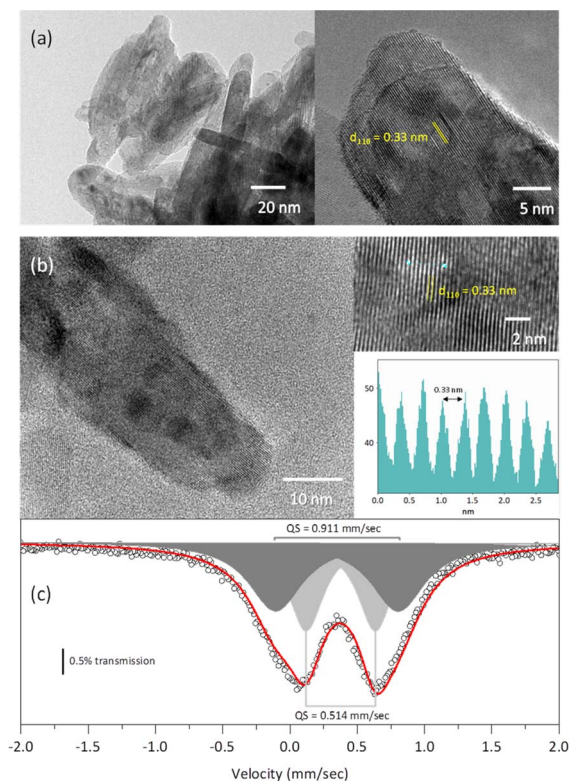 (a)
d110 = 0.33 nm
20 nm
5 nm
(b)
d110 = 0.33 nm
2 nm
10 nm
50
40
0.33 nm
0.0 0.5 1.0 1.5 2.0 2.5
nm
QS = 0.911 mm/sec
(c)
0.5% transmission
QS = 0.514 mm/sec
-2.0 -1.5 -1.0 -0.5 0.0 0.5 1.0 1.5 2.0
Velocity (mm/sec)